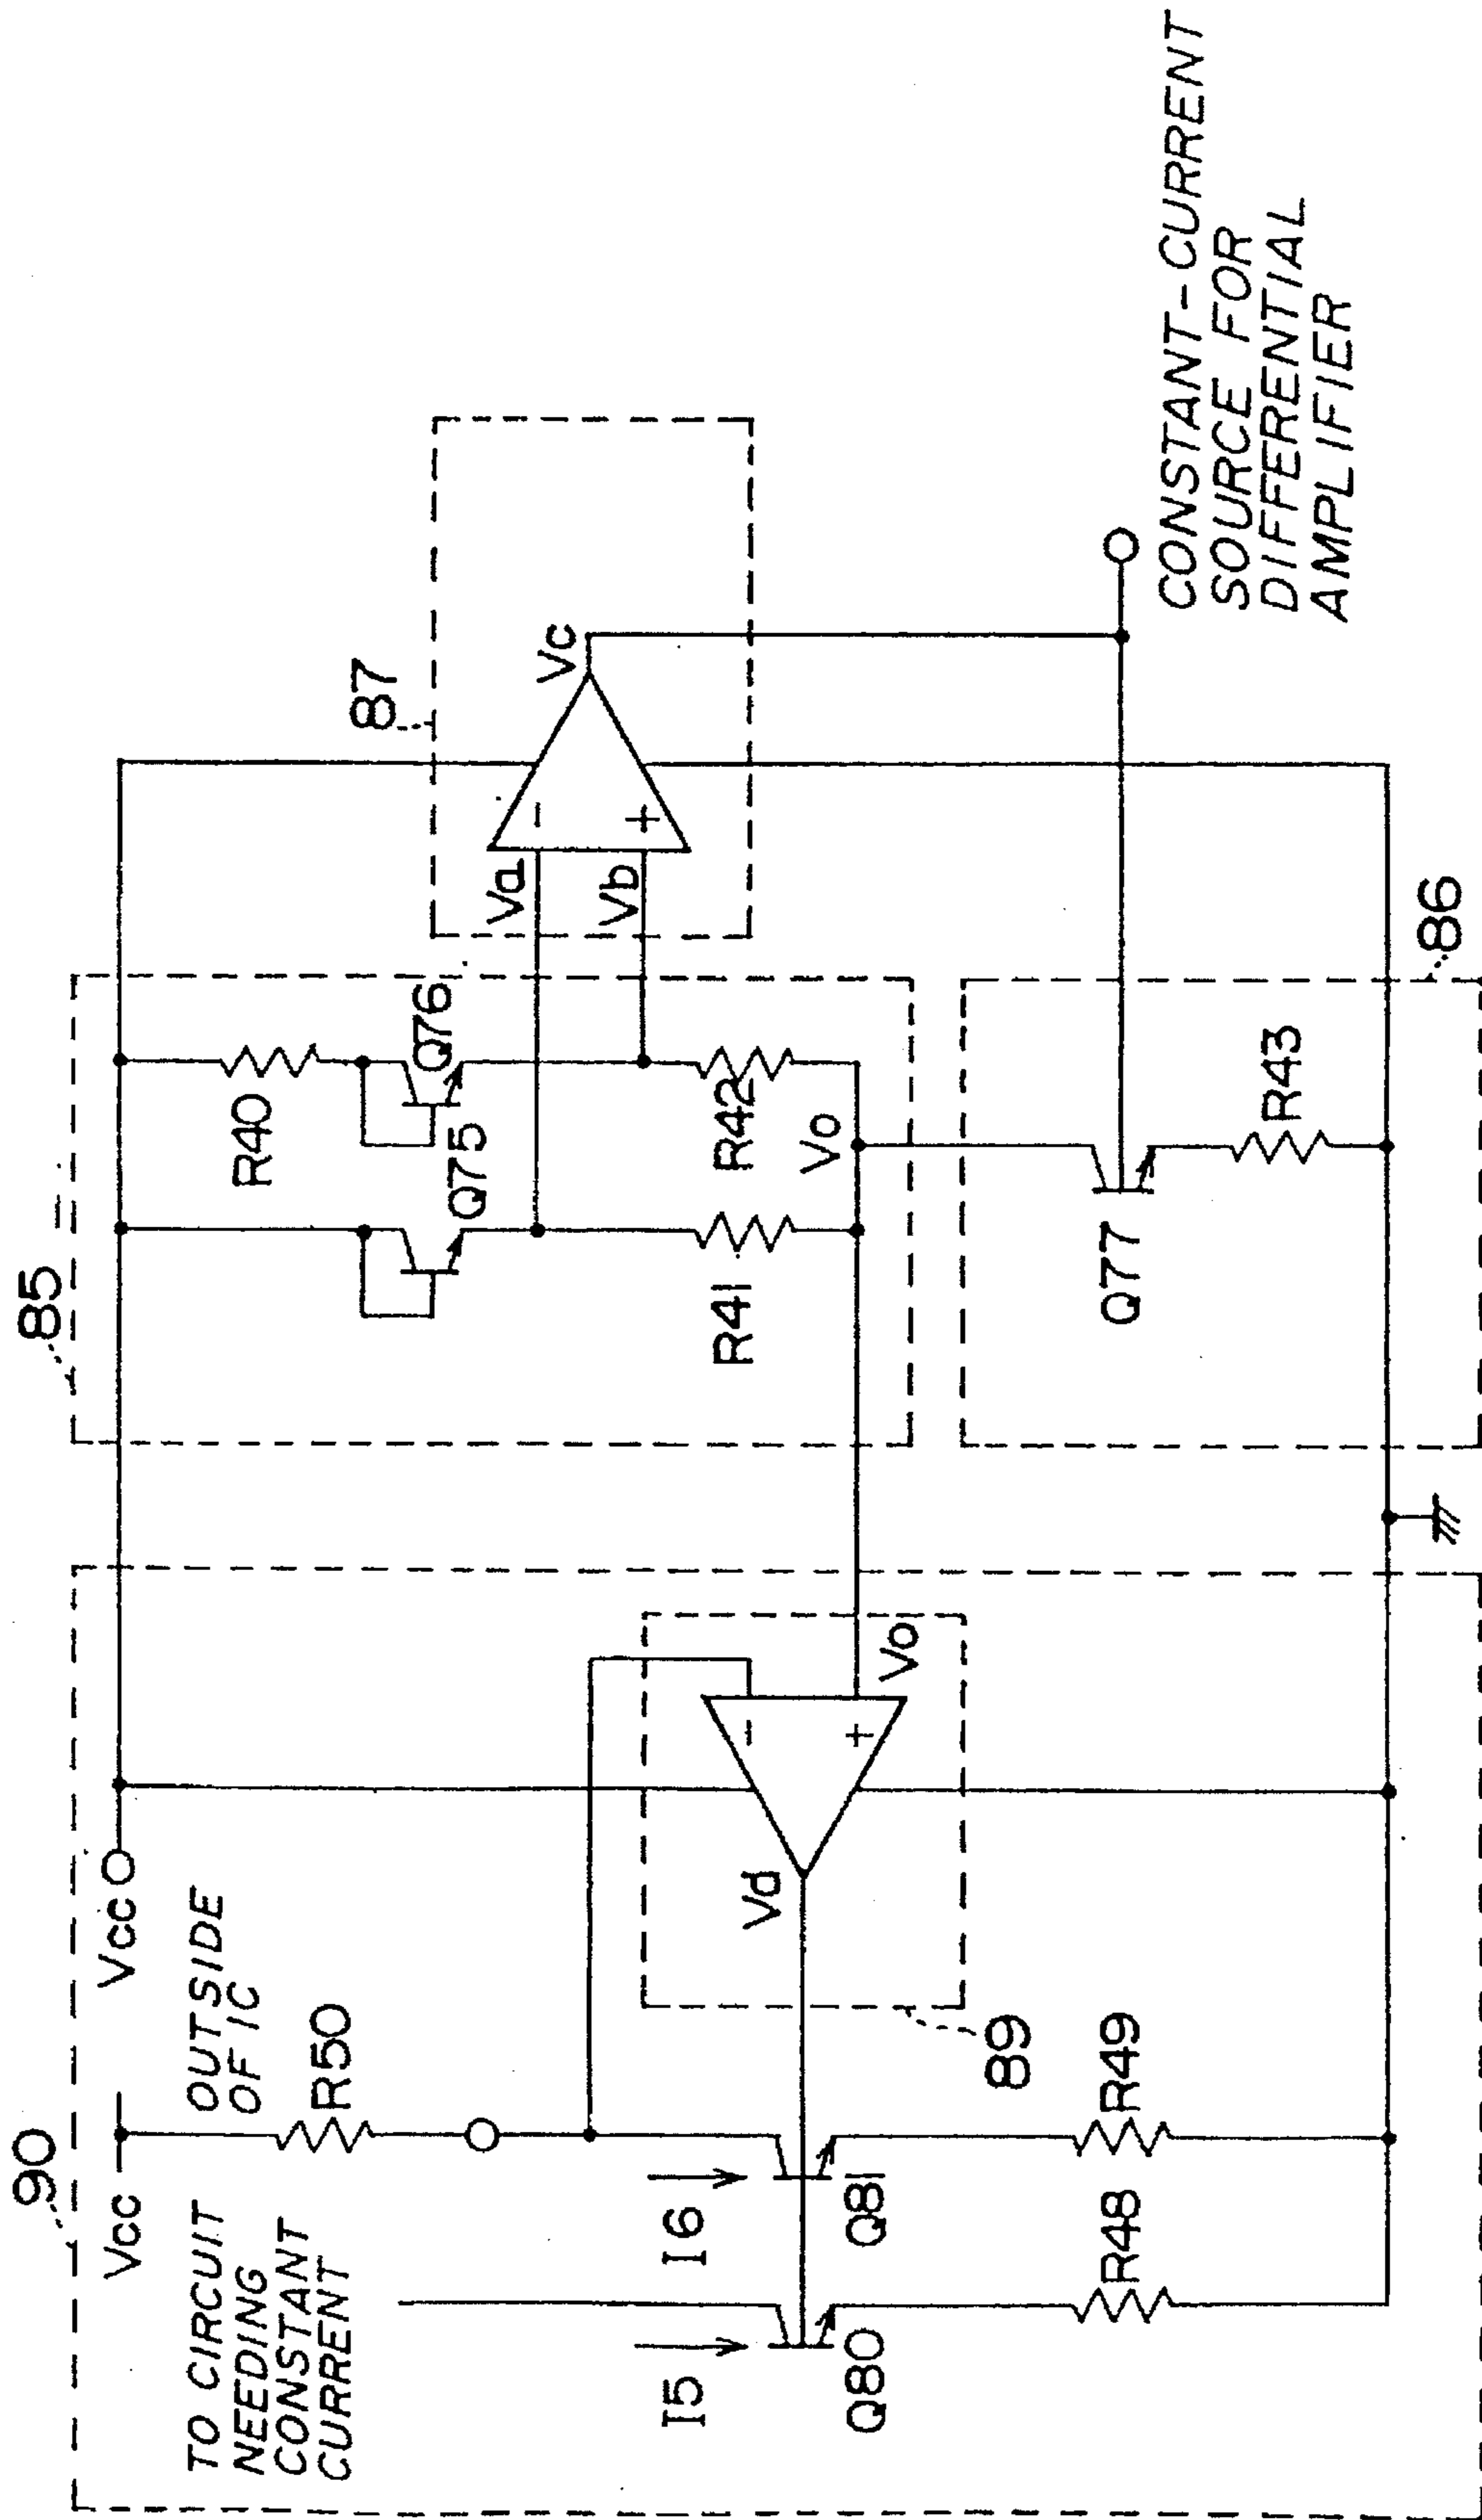 90
85
Vcc
Vcc
TO CIRCUIT
NEEDING
CONSTANT
CURRENT
OUTSIDE
OF IC
R50
R40
Q75
Q76
87
Va
Vb
Vc
-
+
I5
I6
Vd
-
+
Vo
R41
R42
Vo
Q80
Q81
89
Q77
CONSTANT-CURRENT
SOURCE FOR
DIFFERENTIAL
AMPLIFIER
R48
R49
R43
86